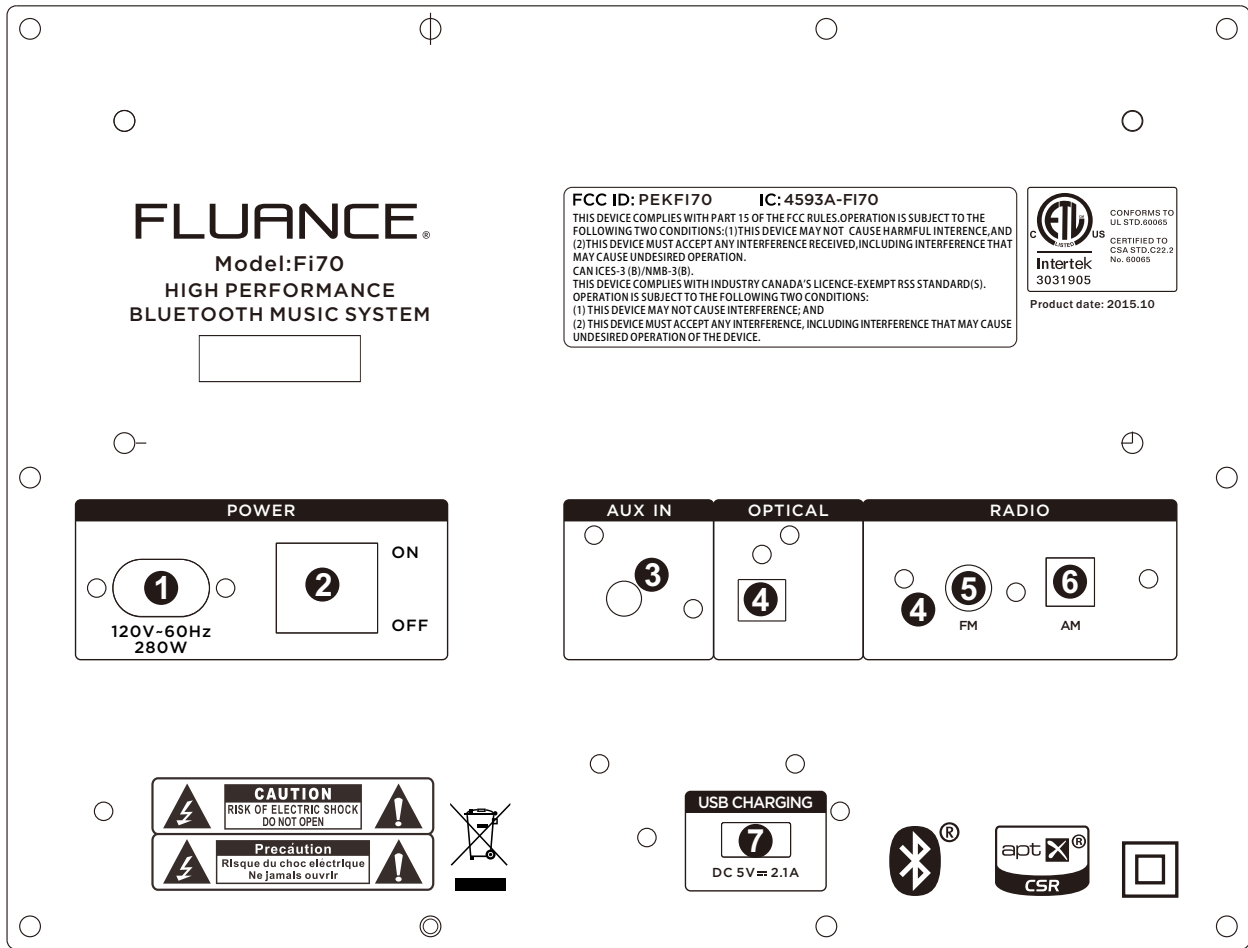 FLUANCE®
Model:Fi70
HIGH PERFORMANCE
BLUETOOTH MUSIC SYSTEM
FCC ID: PEKFI70 IC: 4593A-FI70
THIS DEVICE COMPLIES WITH PART 15 OF THE FCC RULES.OPERATION IS SUBJECT TO THE
FOLLOWING TWO CONDITIONS:(1)THIS DEVICE MAY NOT CAUSE HARMFUL INTERENCE,AND
(2)THIS DEVICE MUST ACCEPT ANY INTERFERENCE RECEIVED,INCLUDING INTERFERENCE THAT
MAY CAUSE UNDESIRED OPERATION.
CAN ICES-3 (B)/NMB-3(B).
THIS DEVICE COMPLIES WITH INDUSTRY CANADA'S LICENCE-EXEMPT RSS STANDARD(S).
OPERATION IS SUBJECT TO THE FOLLOWING TWO CONDITIONS:
(1) THIS DEVICE MAY NOT CAUSE INTERFERENCE; AND
(2) THIS DEVICE MUST ACCEPT ANY INTERFERENCE, INCLUDING INTERFERENCE THAT MAY CAUSE
UNDESIRED OPERATION OF THE DEVICE.
C ETL US
LISTED
Intertek
3031905
CONFORMS TO
UL STD.60065
CERTIFIED TO
CSA STD.C22.2
No. 60065
Product date: 2015.10
POWER
1
120V~60Hz
280W
2
ON
OFF
AUX IN
3
OPTICAL
4
RADIO
4
5
FM
6
AM
CAUTION
RISK OF ELECTRIC SHOCK
DO NOT OPEN
Precáution
Risque du choc eléctrique
Ne jamais ouvrir
USB CHARGING
7
DC 5V⎓2.1A
®
aptX®
CSR